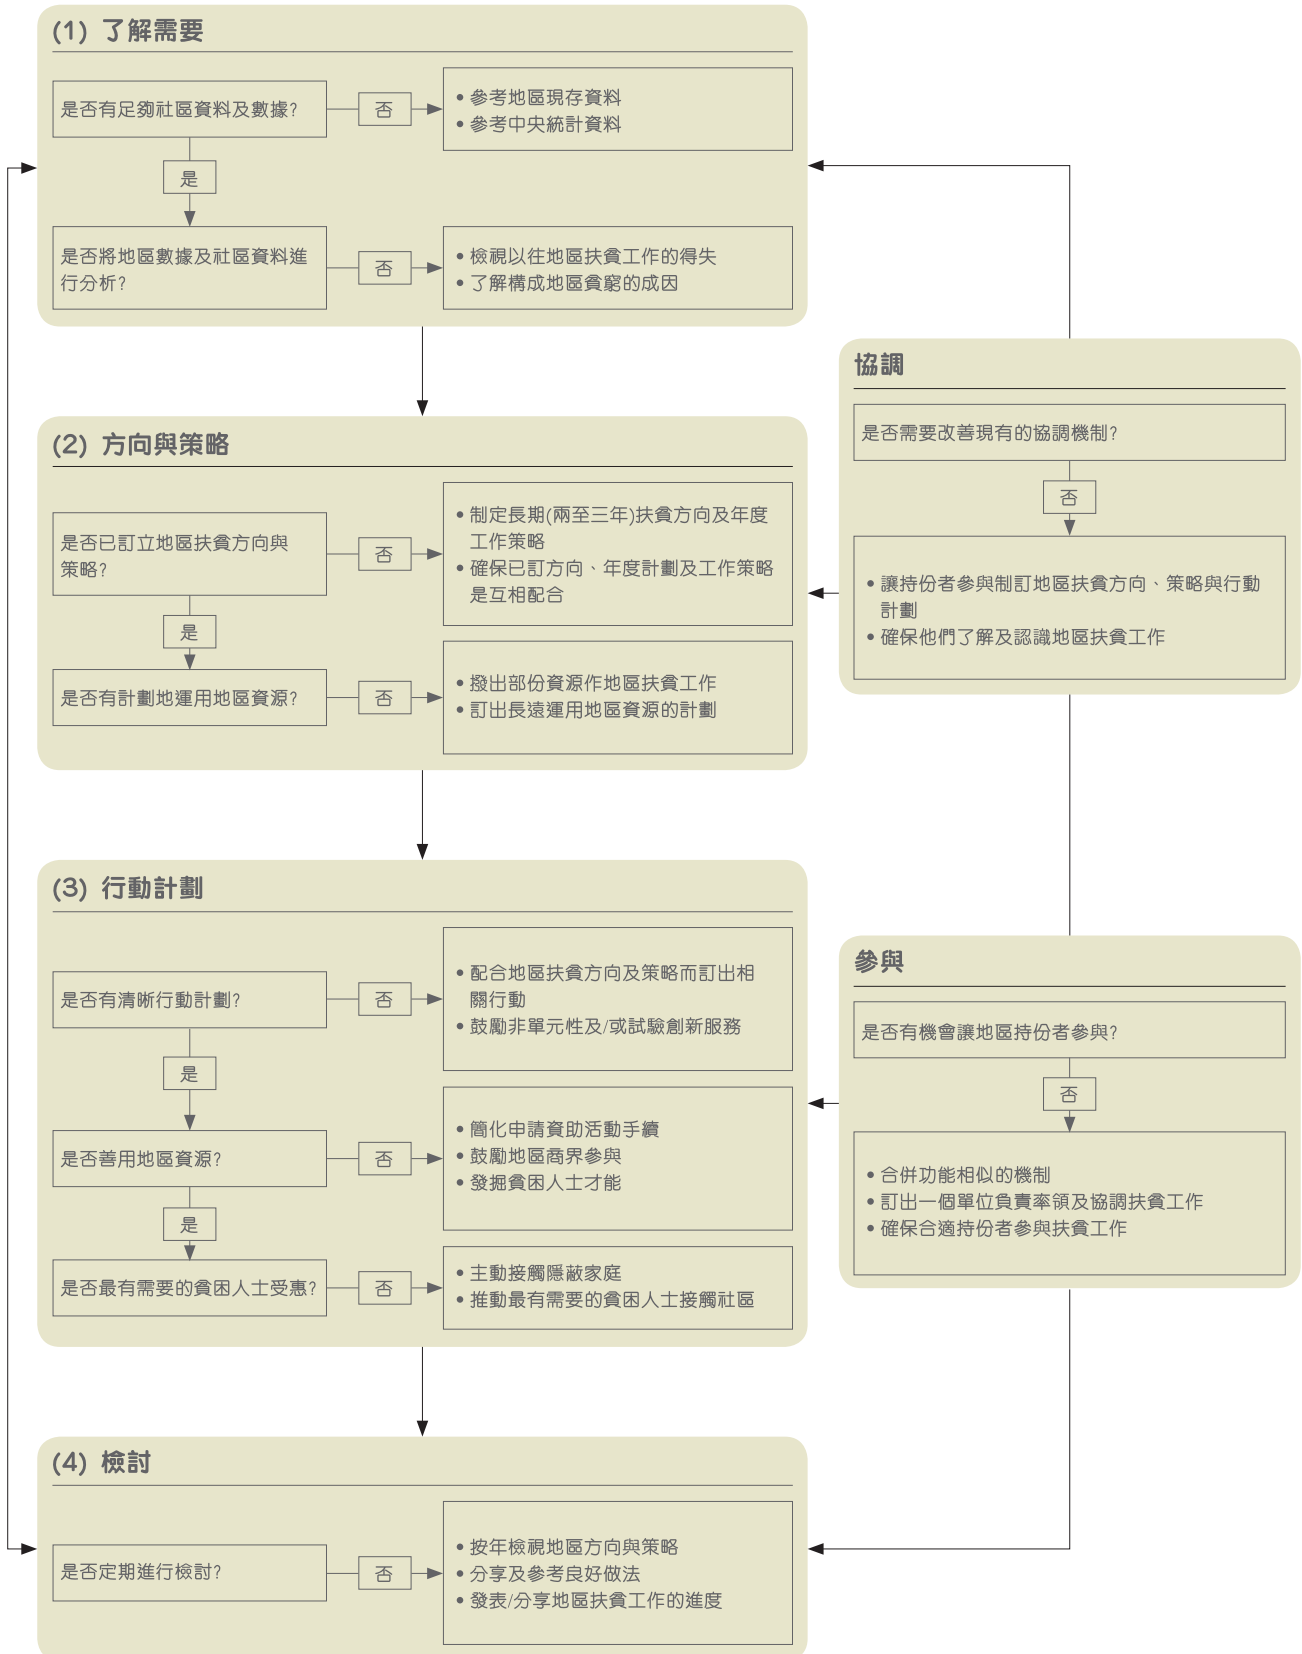 (1) 了解需要
是否有足夠社區資料及數據?
否
• 參考地區現存資料
• 參考中央統計資料
是
是否將地區數據及社區資料進
行分析?
否
• 檢視以往地區扶貧工作的得失
• 了解構成地區貧窮的成因
(2) 方向與策略
是否已訂立地區扶貧方向與
策略?
否
• 制定長期(兩至三年)扶貧方向及年度
工作策略
• 確保已訂方向、年度計劃及工作策略
是互相配合
是
是否有計劃地運用地區資源?
否
• 撥出部份資源作地區扶貧工作
• 訂出長遠運用地區資源的計劃
協調
是否需要改善現有的協調機制?
否
• 讓持份者參與制訂地區扶貧方向、策略與行動
計劃
• 確保他們了解及認識地區扶貧工作
(3) 行動計劃
是否有清晰行動計劃?
否
• 配合地區扶貧方向及策略而訂出相
關行動
• 鼓勵非單元性及/或試驗創新服務
是
是否善用地區資源?
否
• 簡化申請資助活動手續
• 鼓勵地區商界參與
• 發掘貧困人士才能
是
是否最有需要的貧困人士受惠?
否
• 主動接觸隱蔽家庭
• 推動最有需要的貧困人士接觸社區
參與
是否有機會讓地區持份者參與?
否
• 合併功能相似的機制
• 訂出一個單位負責率領及協調扶貧工作
• 確保合適持份者參與扶貧工作
(4) 檢討
是否定期進行檢討?
否
• 按年檢視地區方向與策略
• 分享及參考良好做法
• 發表/分享地區扶貧工作的進度